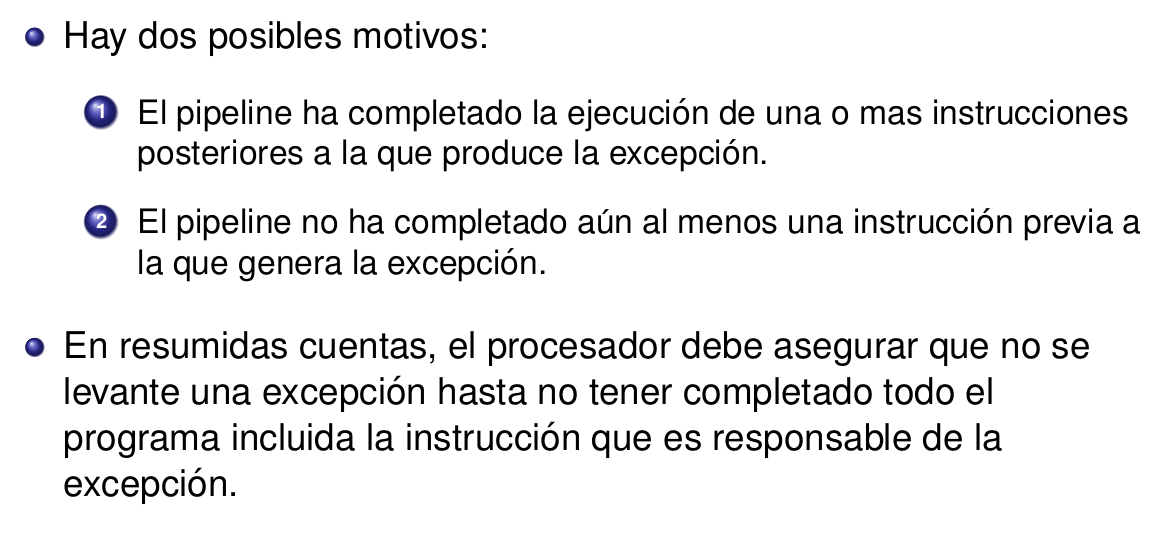 Hay dos posibles motivos:
1 El pipeline ha completado la ejecución de una o mas instrucciones
posteriores a la que produce la excepción.
2 El pipeline no ha completado aún al menos una instrucción previa a
la que genera la excepción.
En resumidas cuentas, el procesador debe asegurar que no se
levante una excepción hasta no tener completado todo el
programa incluida la instrucción que es responsable de la
excepción.